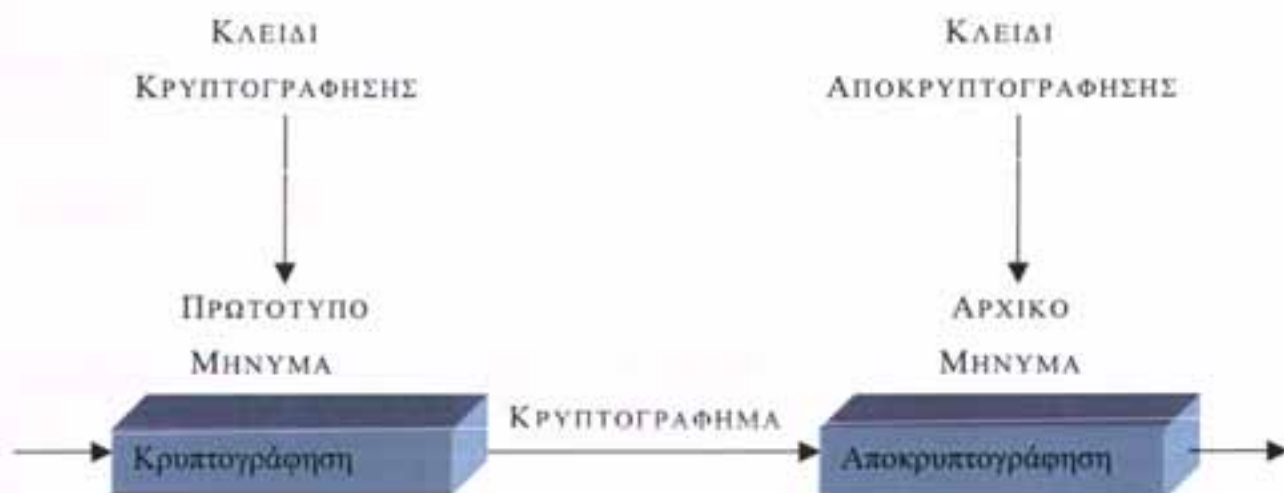 ΚΛΕΙΔΙ
ΚΡΥΠΤΟΓΡΑΦΗΣΗΣ
ΚΛΕΙΔΙ
ΑΠΟΚΡΥΠΤΟΓΡΑΦΗΣΗΣ
ΠΡΩΤΟΤΥΠΟ
ΜΗΝΥΜΑ
ΑΡΧΙΚΟ
ΜΗΝΥΜΑ
Κρυπτογράφηση
ΚΡΥΠΤΟΓΡΑΦΗΜΑ
Αποκρυπτογράφηση